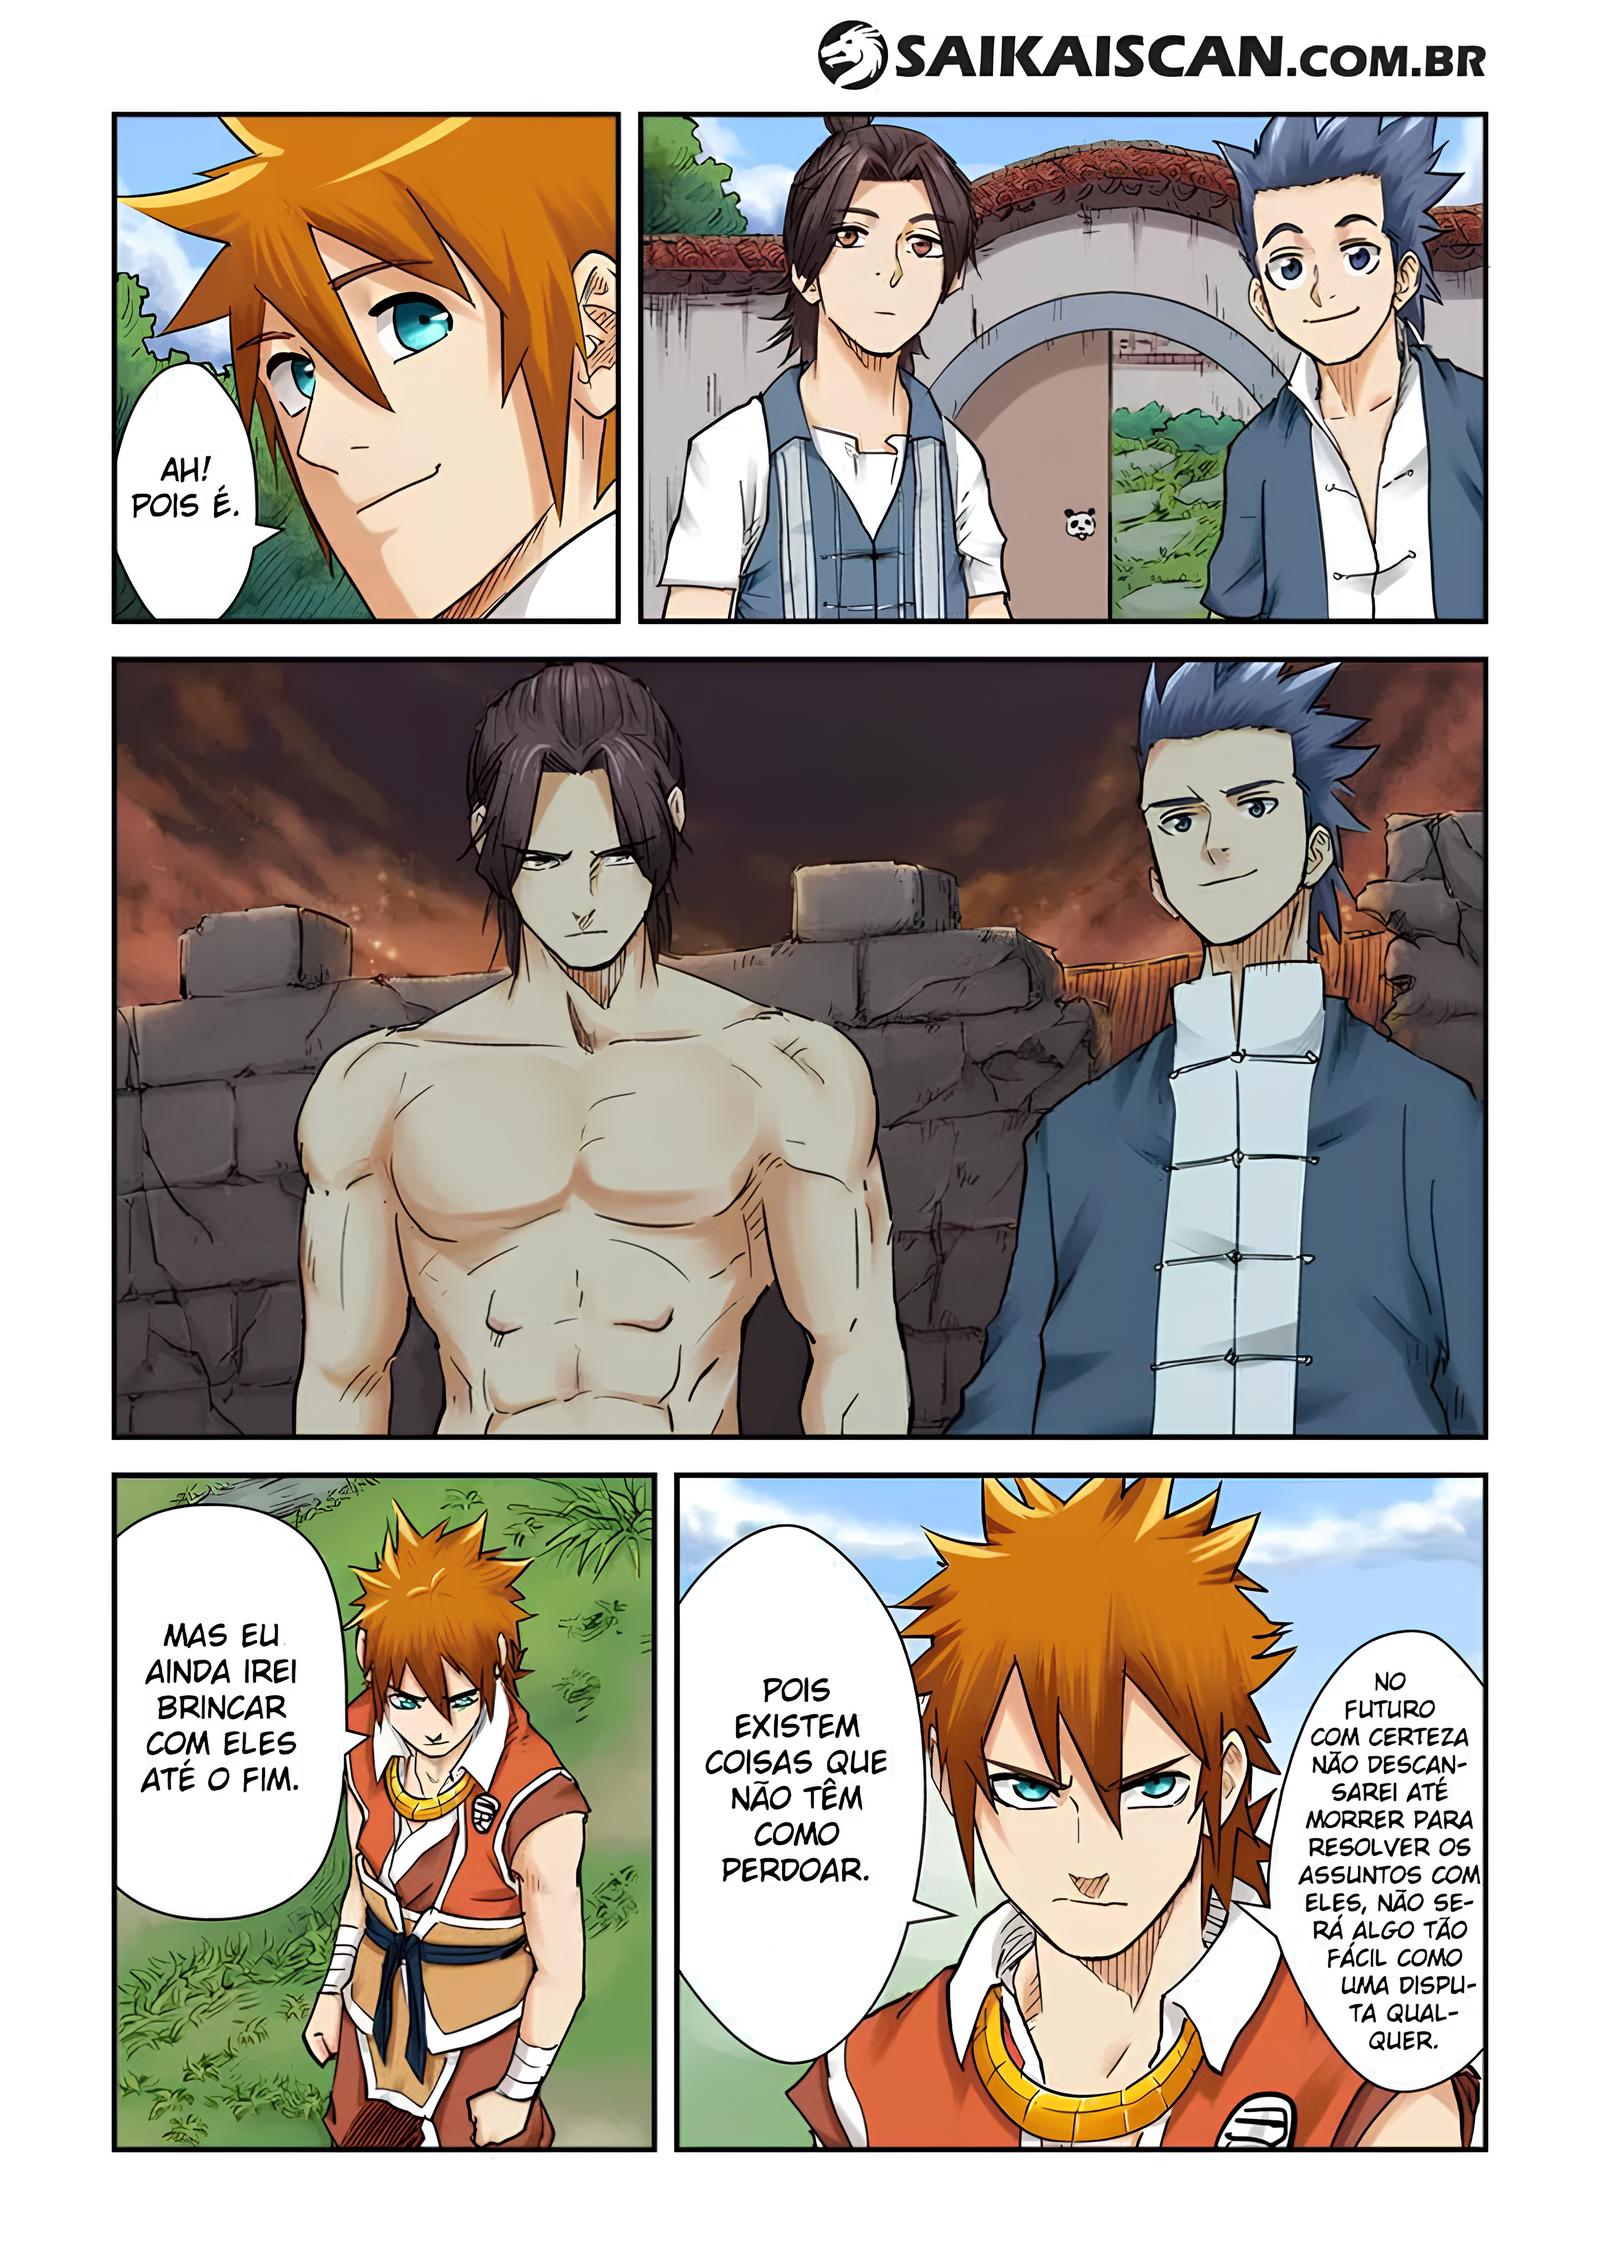 SAIKAISCAN.COM.BR
AH!
POIS É.
MAS EU
AINDA IREI
BRINCAR
COM ELES
ATÉ O FIM.
POIS
EXISTEM
COISAS QUE
NÃO TÊM
COMO
PERDOAR.
NO
FUTURO
COM CERTEZA
NÃO DESCAN-
SAREI ATÉ
MORRER PARA
RESOLVER OS
ASSUNTOS COM
ELES, NÃO SE-
RÁ ALGO TÃO
FÁCIL COMO
UMA DISPU-
TA QUAL-
QUER.